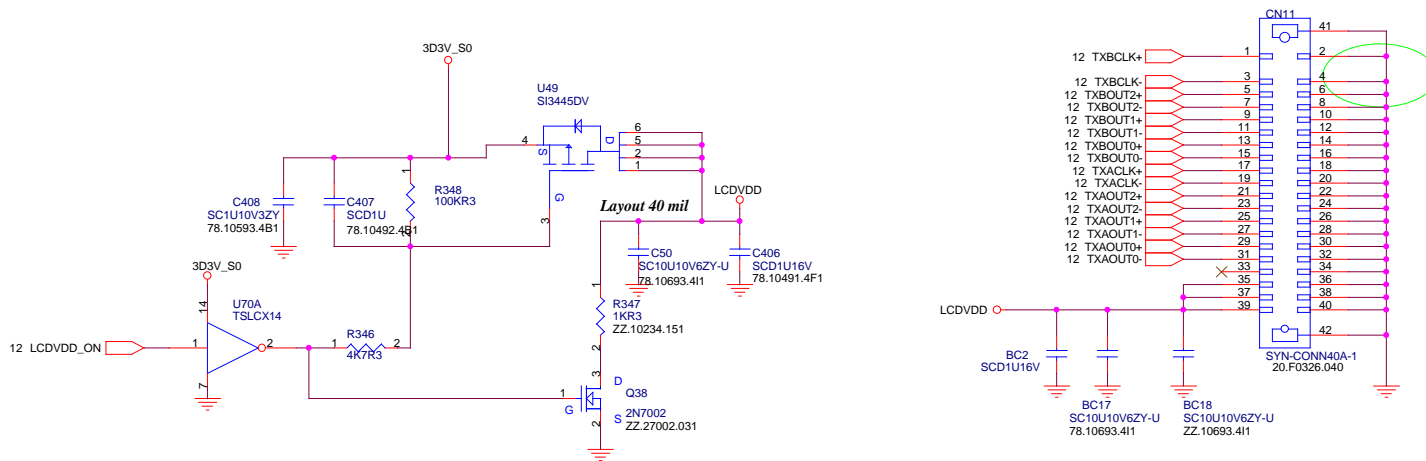 3D3V_S0
U49
SI3445DV
4
S
D
6
5
2
1
G
3
1
R348
100KR3
2
C408
SC1U10V3ZY
78.10593.4B1
C407
SCD1U
78.10492.4B1
Layout 40 mil
LCDVDD
C50
SC10U10V6ZY-U
78.10693.4I1
C406
SCD1U16V
78.10491.4F1
3D3V_S0
14
U70A
TSLCX14
12 LCDVDD_ON
1
2
7
R346
1
2
4K7R3
1
R347
1KR3
ZZ.10234.151
2
3
D
1
G
Q38
S
2
2N7002
ZZ.27002.031
CN11
41
12 TXBCLK+
1
2
12 TXBCLK-
3
4
12 TXBOUT2+
5
6
12 TXBOUT2-
7
8
12 TXBOUT1+
9
10
12 TXBOUT1-
11
12
12 TXBOUT0+
13
14
12 TXBOUT0-
15
16
12 TXACLK+
17
18
12 TXACLK-
19
20
12 TXAOUT2+
21
22
12 TXAOUT2-
23
24
12 TXAOUT1+
25
26
12 TXAOUT1-
27
28
12 TXAOUT0+
29
30
12 TXAOUT0-
31
32
33
34
35
36
37
38
LCDVDD
39
40
42
SYN-CONN40A-1
20.F0326.040
BC2
SCD1U16V
BC17
SC10U10V6ZY-U
78.10693.4I1
BC18
SC10U10V6ZY-U
ZZ.10693.4I1